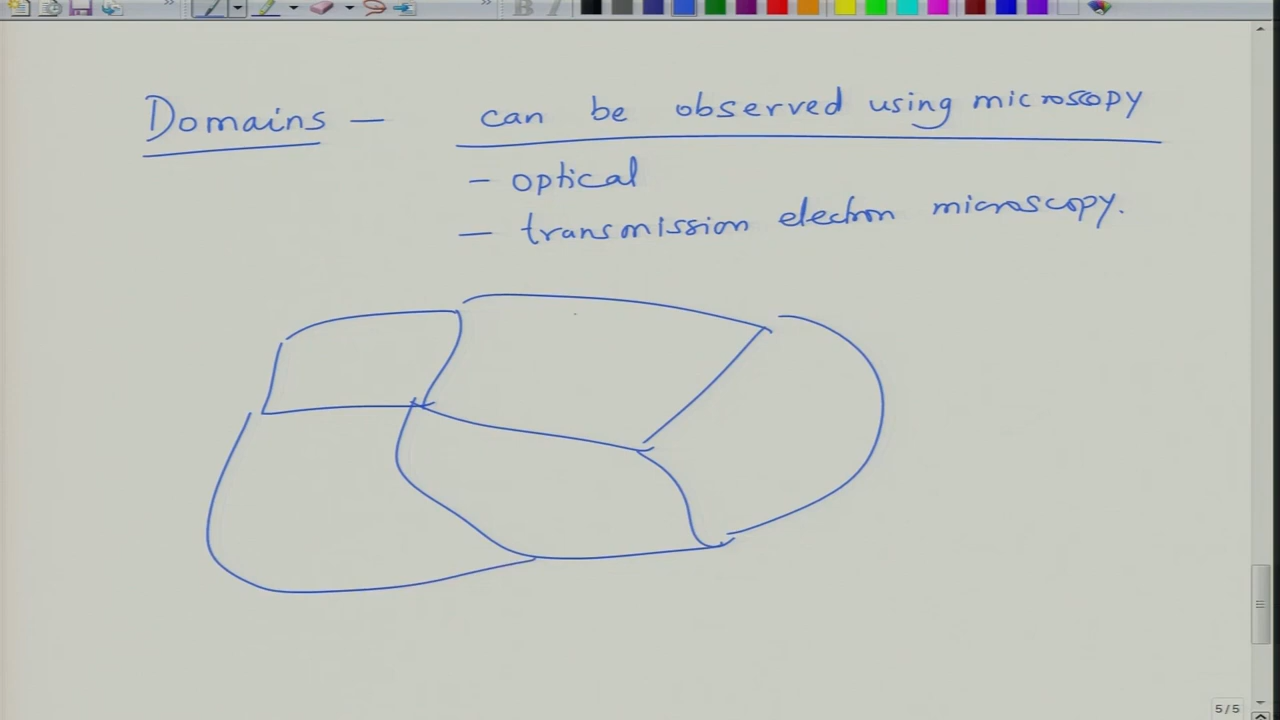 Domains — can be observed using microscopy
- optical
- transmission electron microscopy.
5/5